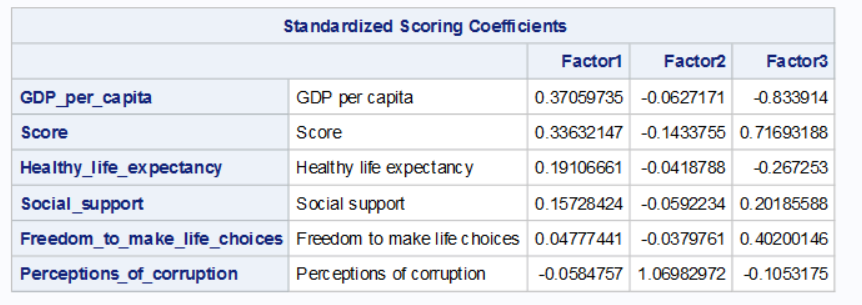 Standardized Scoring Coefficients
Factor1 Factor2 Factor3
GDP_per_capita GDP per capita 0.37059735 -0.0627171 -0.833914
Score Score 0.33632147 -0.1433755 0.71693188
Healthy_life_expectancy Healthy life expectancy 0.19106661 -0.0418788 -0.267253
Social_support Social support 0.15728424 -0.0592234 0.20185588
Freedom_to_make_life_choices Freedom to make life choices 0.04777441 -0.0379761 0.40200146
Perceptions_of_corruption Perceptions of corruption -0.0584757 1.06982972 -0.1053175